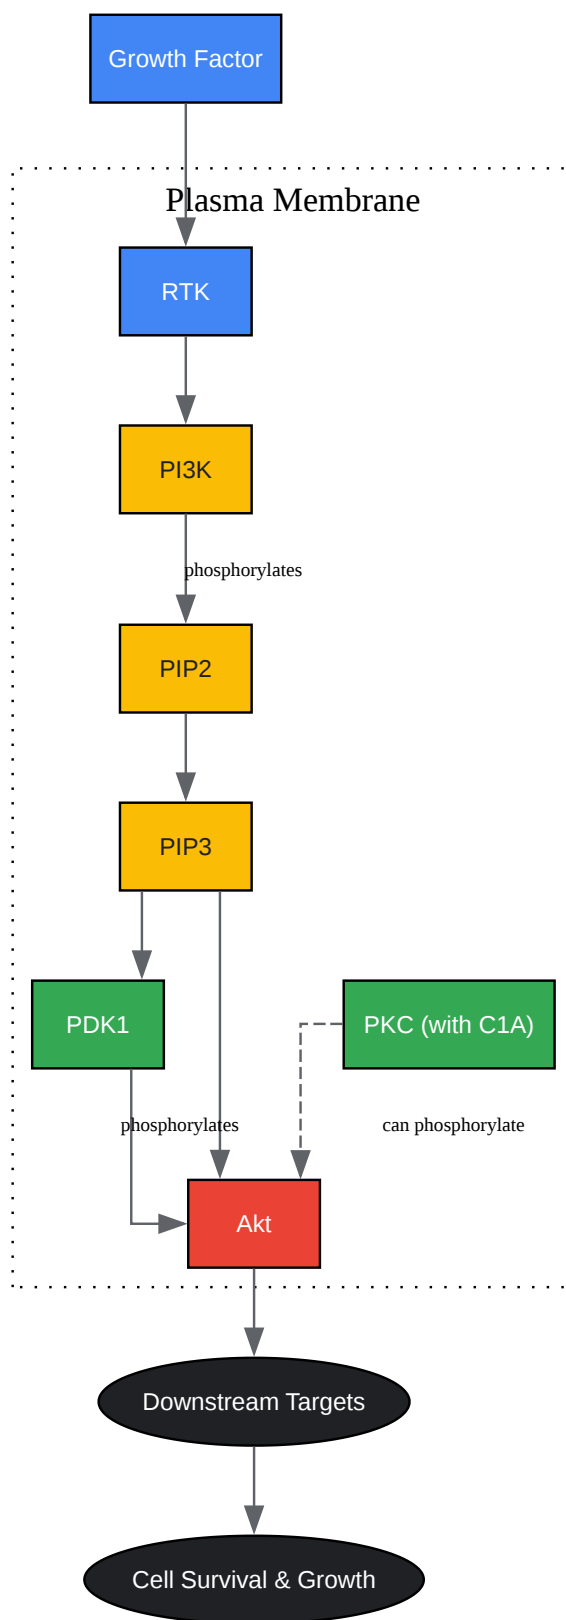 Growth Factor
Plasma Membrane
RTK
PI3K
phosphorylates
PIP2
PIP3
PDK1
PKC (with C1A)
phosphorylates
can phosphorylate
Akt
Downstream Targets
Cell Survival & Growth